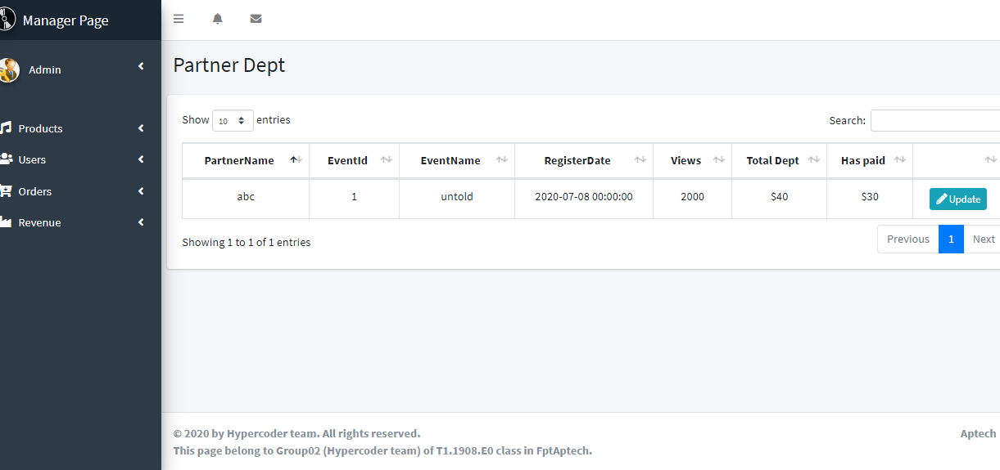 Manager Page
Admin
Products
Users
Orders
Revenue
Partner Dept
Show 10 entries
Search:
PartnerName EventId EventName RegisterDate Views Total Dept Has paid
abc 1 untold 2020-07-08 00:00:00 2000 $40 $30 Update
Showing 1 to 1 of 1 entries
Previous 1 Next
© 2020 by Hypercoder team. All rights reserved. Aptech
This page belong to Group02 (Hypercoder team) of T1.1908.E0 class in FptAptech.